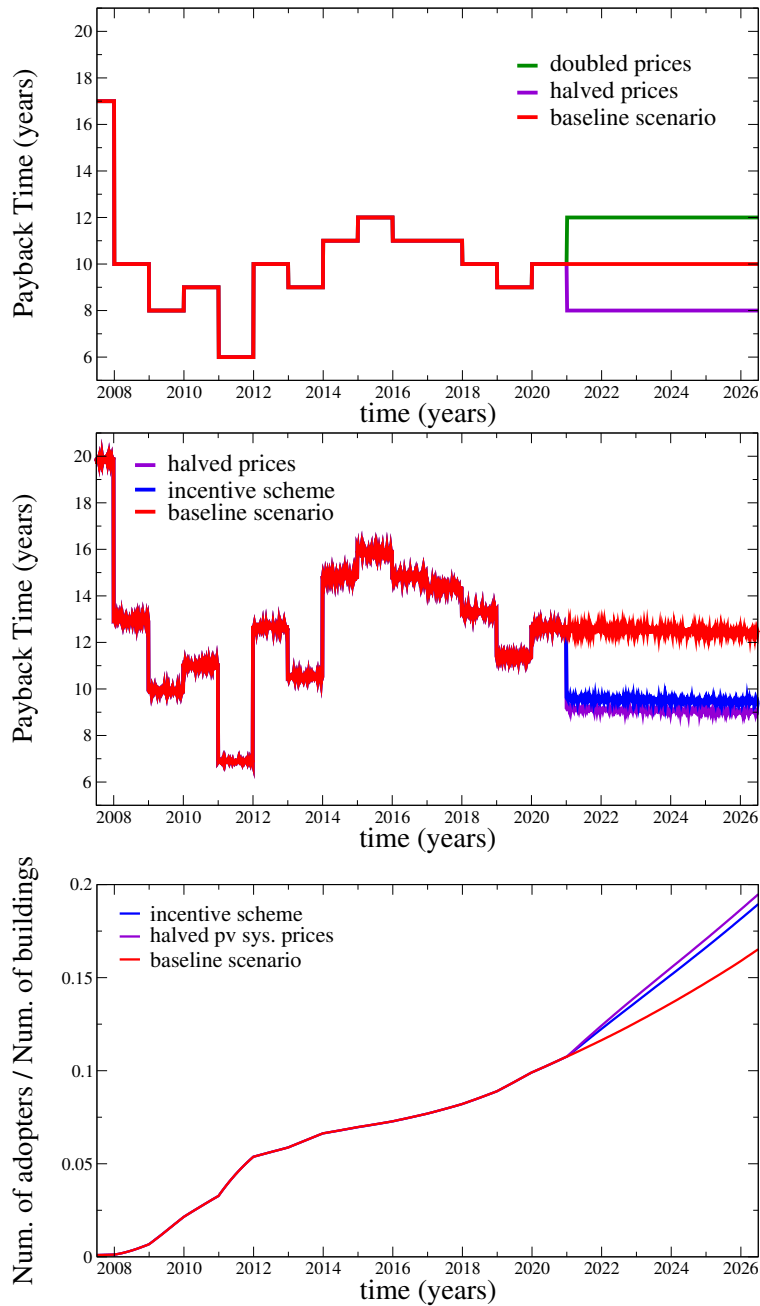 Payback Time (years)
20
18
16
14
12
10
8
6
doubled prices
halved prices
baseline scenario
2008 2010 2012 2014 2016 2018 2020 2022 2024 2026
time (years)
Payback Time (years)
20
18
16
14
12
10
8
6
halved prices
incentive scheme
baseline scenario
2008 2010 2012 2014 2016 2018 2020 2022 2024 2026
time (years)
Num. of adopters / Num. of buildings
0.2
0.15
0.1
0.05
0
incentive scheme
halved pv sys. prices
baseline scenario
2008 2010 2012 2014 2016 2018 2020 2022 2024 2026
time (years)